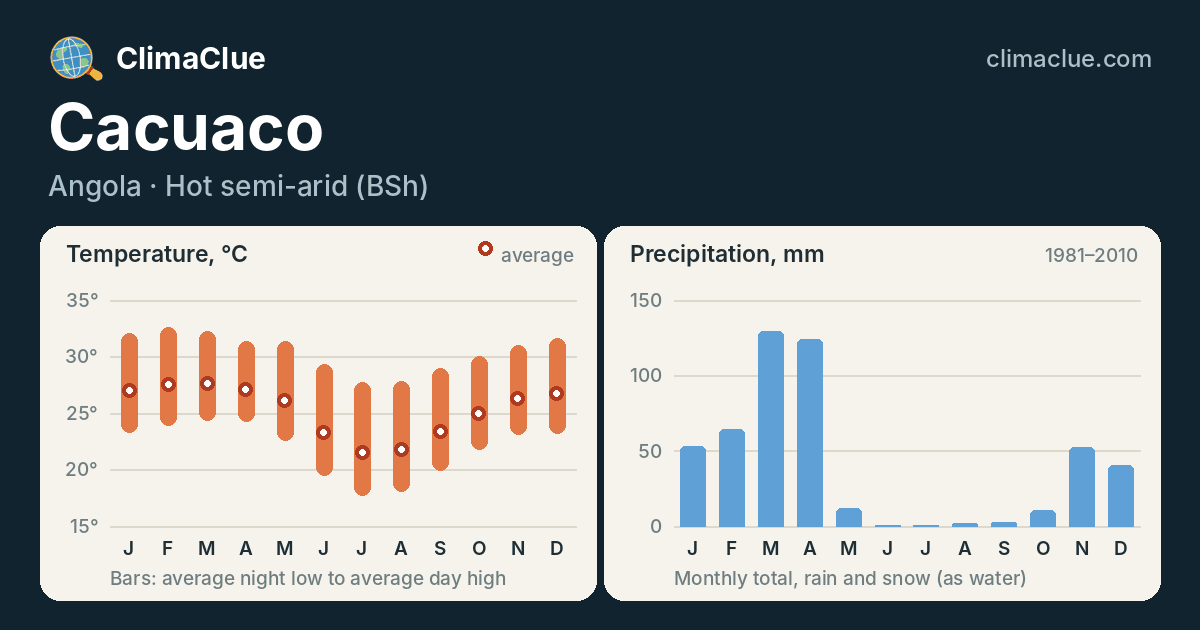 ClimaClue
climaclue.com
Cacuaco
Angola · Hot semi-arid (BSh)
Temperature, °C
average
35°
30°
25°
20°
15°
J F M A M J J A S O N D
Bars: average night low to average day high
Precipitation, mm
1981–2010
150
100
50
0
J F M A M J J A S O N D
Monthly total, rain and snow (as water)